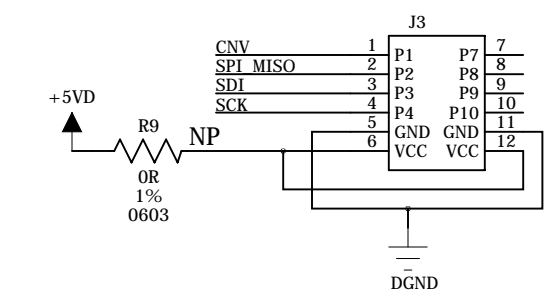 J3
CNV 1 P1 P7 7
SPI_MISO 2 P2 P8 8
SDI 3 P3 P9 9
SCK 4 P4 P10 10
5 GND GND 11
6 VCC VCC 12
+5VD
R9
NP
0R
1%
0603
DGND